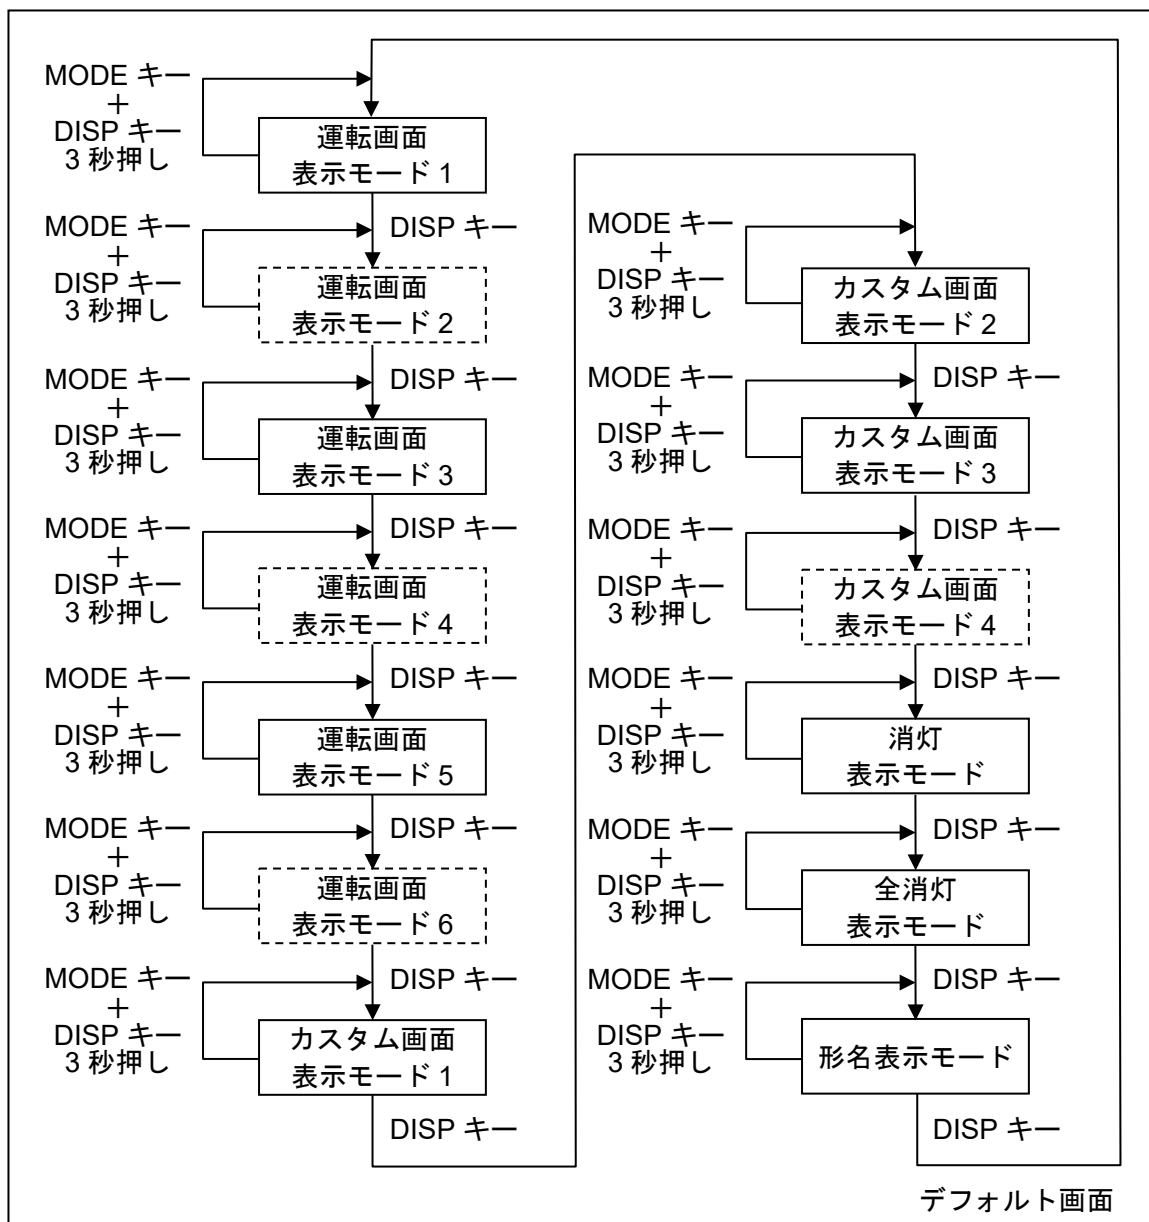 MODE キー
＋
DISP キー
3 秒押し
運転画面
表示モード 1
DISP キー
MODE キー
＋
DISP キー
3 秒押し
運転画面
表示モード 2
DISP キー
MODE キー
＋
DISP キー
3 秒押し
運転画面
表示モード 3
DISP キー
MODE キー
＋
DISP キー
3 秒押し
運転画面
表示モード 4
DISP キー
MODE キー
＋
DISP キー
3 秒押し
運転画面
表示モード 5
DISP キー
MODE キー
＋
DISP キー
3 秒押し
運転画面
表示モード 6
DISP キー
MODE キー
＋
DISP キー
3 秒押し
カスタム画面
表示モード 1
DISP キー
MODE キー
＋
DISP キー
3 秒押し
カスタム画面
表示モード 2
DISP キー
MODE キー
＋
DISP キー
3 秒押し
カスタム画面
表示モード 3
DISP キー
MODE キー
＋
DISP キー
3 秒押し
カスタム画面
表示モード 4
DISP キー
MODE キー
＋
DISP キー
3 秒押し
消灯
表示モード
DISP キー
MODE キー
＋
DISP キー
3 秒押し
全消灯
表示モード
DISP キー
MODE キー
＋
DISP キー
3 秒押し
形名表示モード
DISP キー
デフォルト画面